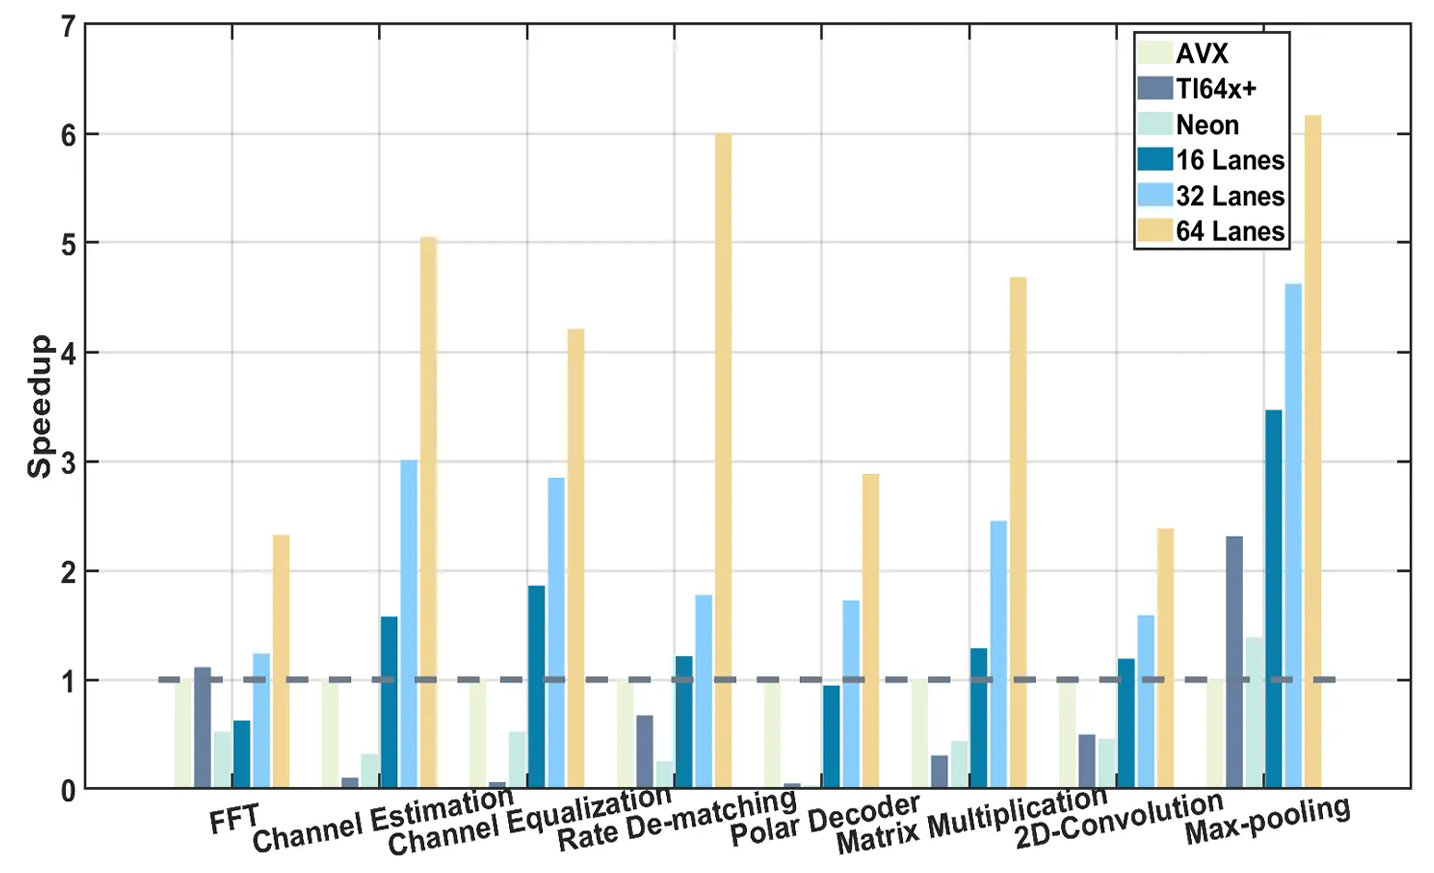 7
6
5
4
3
2
1
0
Speedup
AVX
TI64x+
Neon
16 Lanes
32 Lanes
64 Lanes
FFT
Channel Estimation
Channel Equalization
Rate De-matching
Polar Decoder
Matrix Multiplication
2D-Convolution
Max-pooling